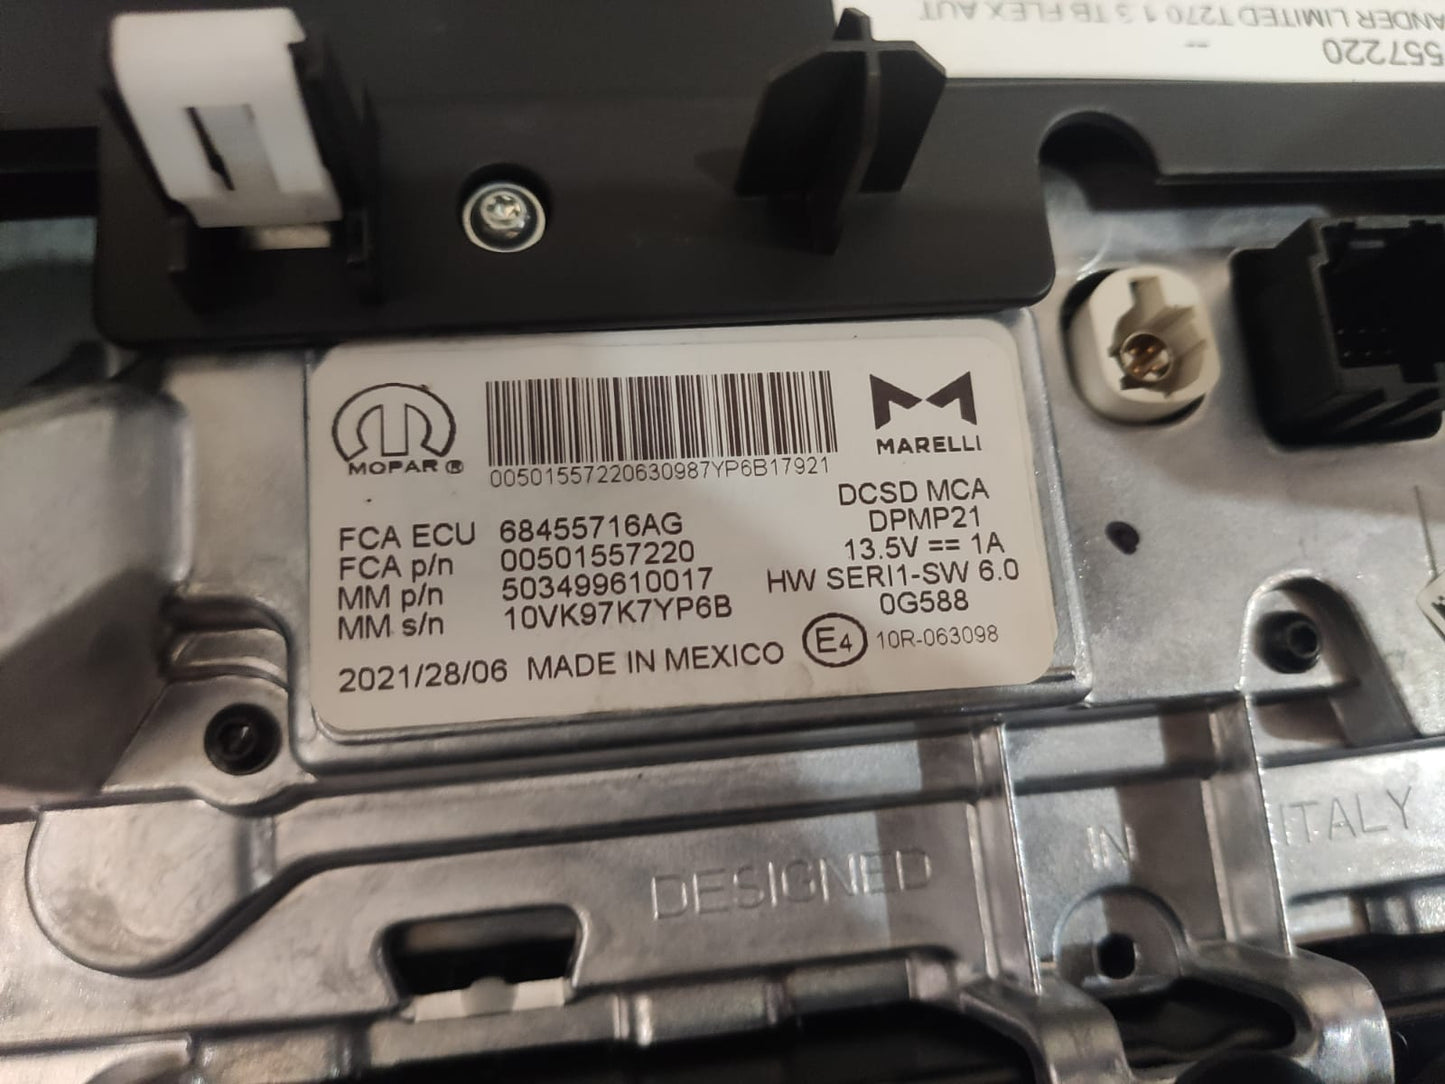 ANDER LIMITED T270 1 3 TB FLEX AUT
557220
MOPAR ®
00501557220630987YP6B17921
MARELLI
DCSD MCA
DPMP21
13.5V == 1A
HW SERI1-SW 6.0
0G588
FCA ECU 68455716AG
FCA p/n 00501557220
MM p/n 503499610017
MM s/n 10VK97K7YP6B
2021/28/06 MADE IN MEXICO E4 10R-063098
DESIGNED IN ITALY